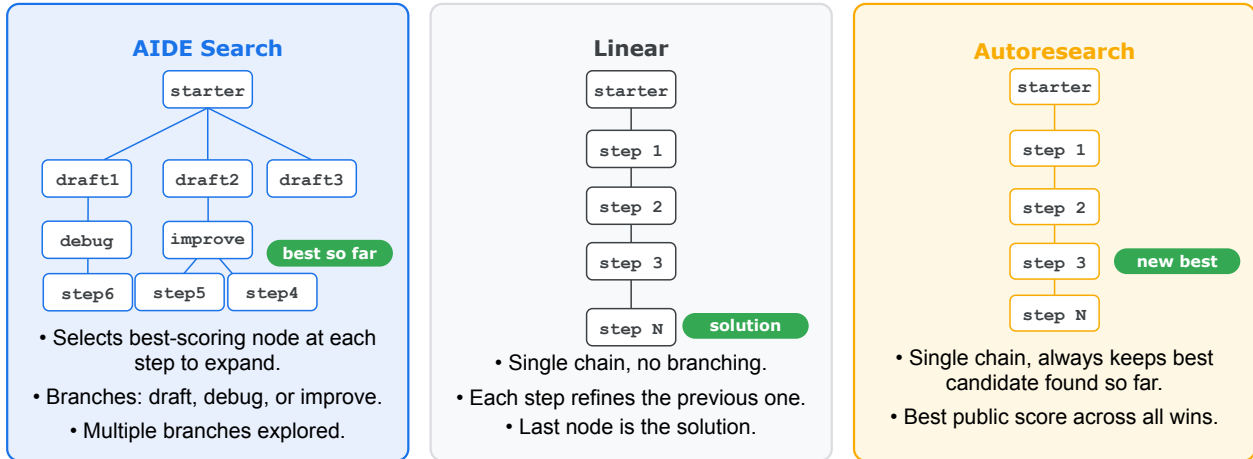 AIDE Search
starter
draft1 draft2 draft3
debug improve
best so far
step6 step5 step4
• Selects best-scoring node at each
step to expand.
• Branches: draft, debug, or improve.
• Multiple branches explored.
Linear
starter
step 1
step 2
step 3
step N solution
• Single chain, no branching.
• Each step refines the previous one.
• Last node is the solution.
Autoresearch
starter
step 1
step 2
step 3 new best
step N
• Single chain, always keeps best
candidate found so far.
• Best public score across all wins.